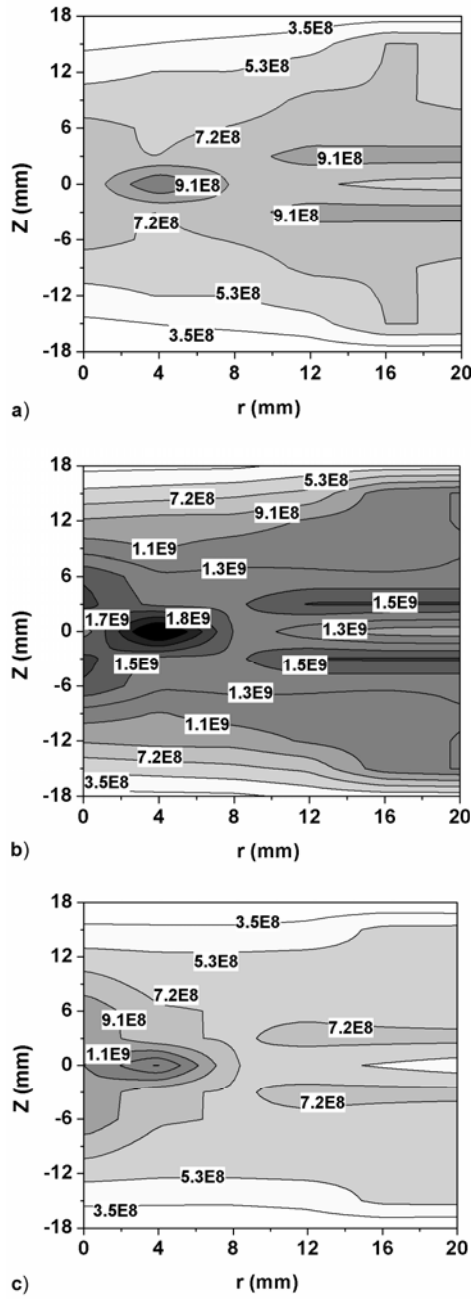 18
3.5E8
12
5.3E8
6
7.2E8
9.1E8
0
9.1E8
9.1E8
-6
7.2E8
-12
5.3E8
3.5E8
-18
0 4 8 12 16 20
Z (mm)
r (mm)
a)
18
5.3E8
7.2E8
12
9.1E8
1.1E9
6
1.3E9
1.5E9
1.7E9 1.8E9
0
1.3E9
1.5E9 1.5E9
-6
1.3E9
1.1E9
-12
7.2E8
3.5E8
-18
0 4 8 12 16 20
Z (mm)
r (mm)
b)
18
3.5E8
12
5.3E8
7.2E8
6
9.1E8
7.2E8
1.1E9
0
7.2E8
-6
-12
5.3E8
3.5E8
-18
0 4 8 12 16 20
Z (mm)
r (mm)
c)